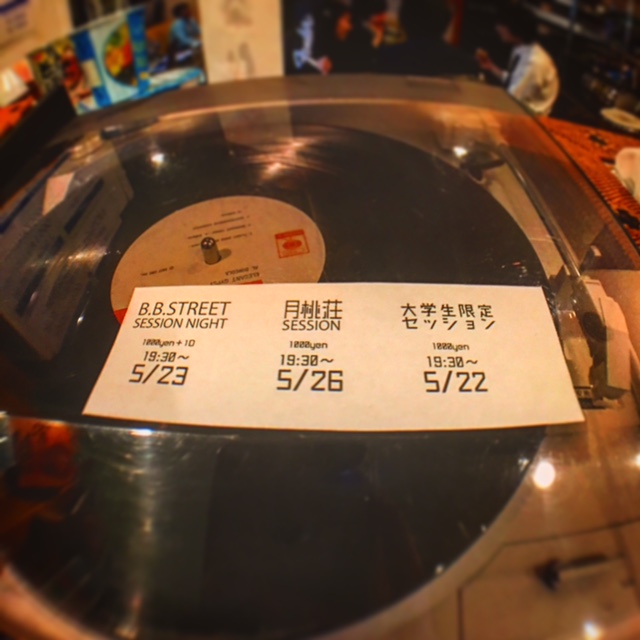 B.B.STREET
SESSION NIGHT
1000yen+1D
19:30～
5/23
月桃荘
SESSION
1000yen
19:30～
5/26
大学生限定
セッション
1000yen
19:30～
5/22